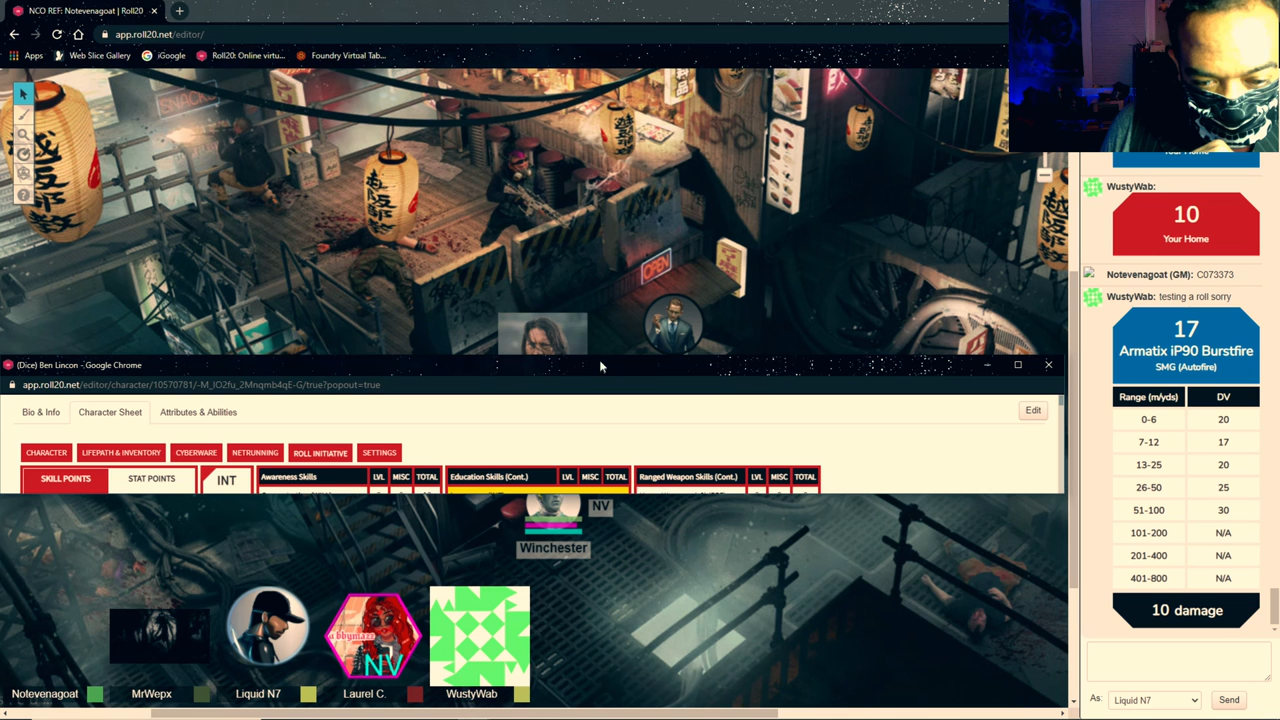 NCO REF: Notevenagoat | Roll20
app.roll20.net/editor/
Apps
Web Slice Gallery
iGoogle
Roll20: Online virtu...
Foundry Virtual Tab...
SNACKS
OPEN
Your Home
WustyWab:
10
Your Home
Notevenagoat (GM): C073373
WustyWab: testing a roll sorry
17
Armatix iP90 Burstfire
SMG (Autofire)
Range (m/yds) DV
0-6 20
7-12 17
13-25 20
26-50 25
51-100 30
101-200 N/A
201-400 N/A
401-800 N/A
10 damage
As: Liquid N7 Send
(Dice) Ben Lincon - Google Chrome
app.roll20.net/editor/character/10570781/-M_IO2fu_2Mnqmb4qE-G/true?popout=true
Bio & Info
Character Sheet
Attributes & Abilities
Edit
CHARACTER
LIFEPATH & INVENTORY
CYBERWARE
NETRUNNING
ROLL INITIATIVE
SETTINGS
SKILL POINTS
STAT POINTS
INT
Awareness Skills LVL MISC TOTAL
Education Skills (Cont.) LVL MISC TOTAL
Ranged Weapon Skills (Cont.) LVL MISC TOTAL
NV
Winchester
NV
Notevenagoat
MrWepx
Liquid N7
Laurel C.
WustyWab